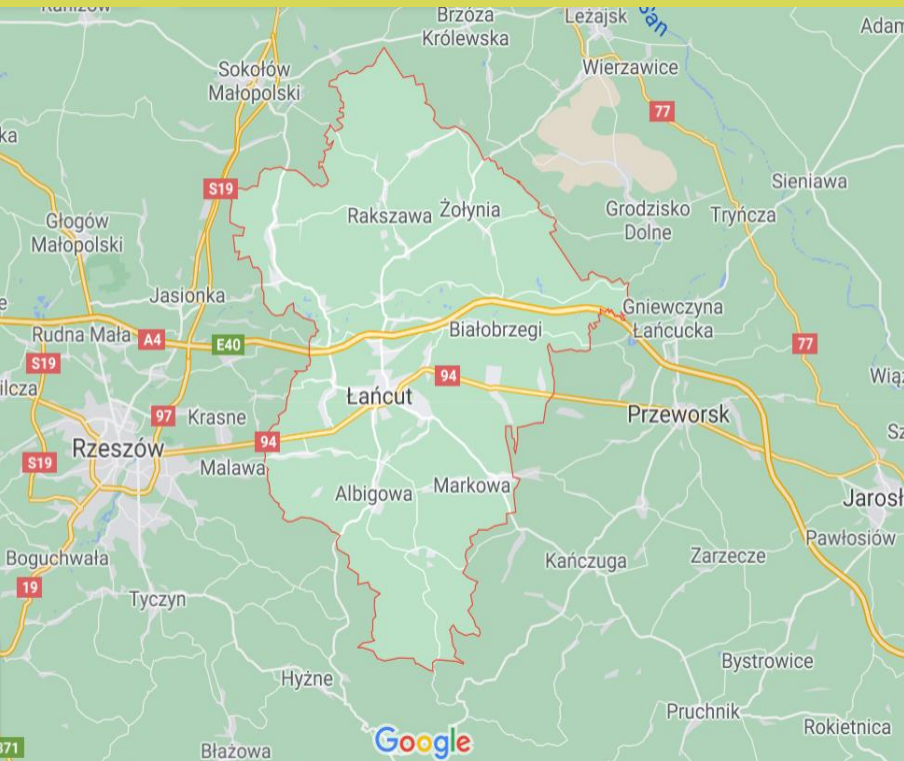 Brzóza
Królewska
Leżajsk
San
Sokołów
Małopolski
Wierzawice
77
S19
Sieniawa
Rakszawa
Żołynia
Grodzisko
Dolne
Tryńcza
Głogów
Małopolski
Jasionka
Gniewczyna
Łańcucka
Rudna Mała
A4
E40
Białobrzegi
77
S19
94
Łańcut
97
Krasne
Przeworsk
94
Rzeszów
S19
Malawa
Albigowa
Markowa
Pawłosiów
Boguchwała
Kańczuga
Zarzecze
19
Tyczyn
Bystrowice
Hyżne
Pruchnik
Rokietnica
Google
Błażowa